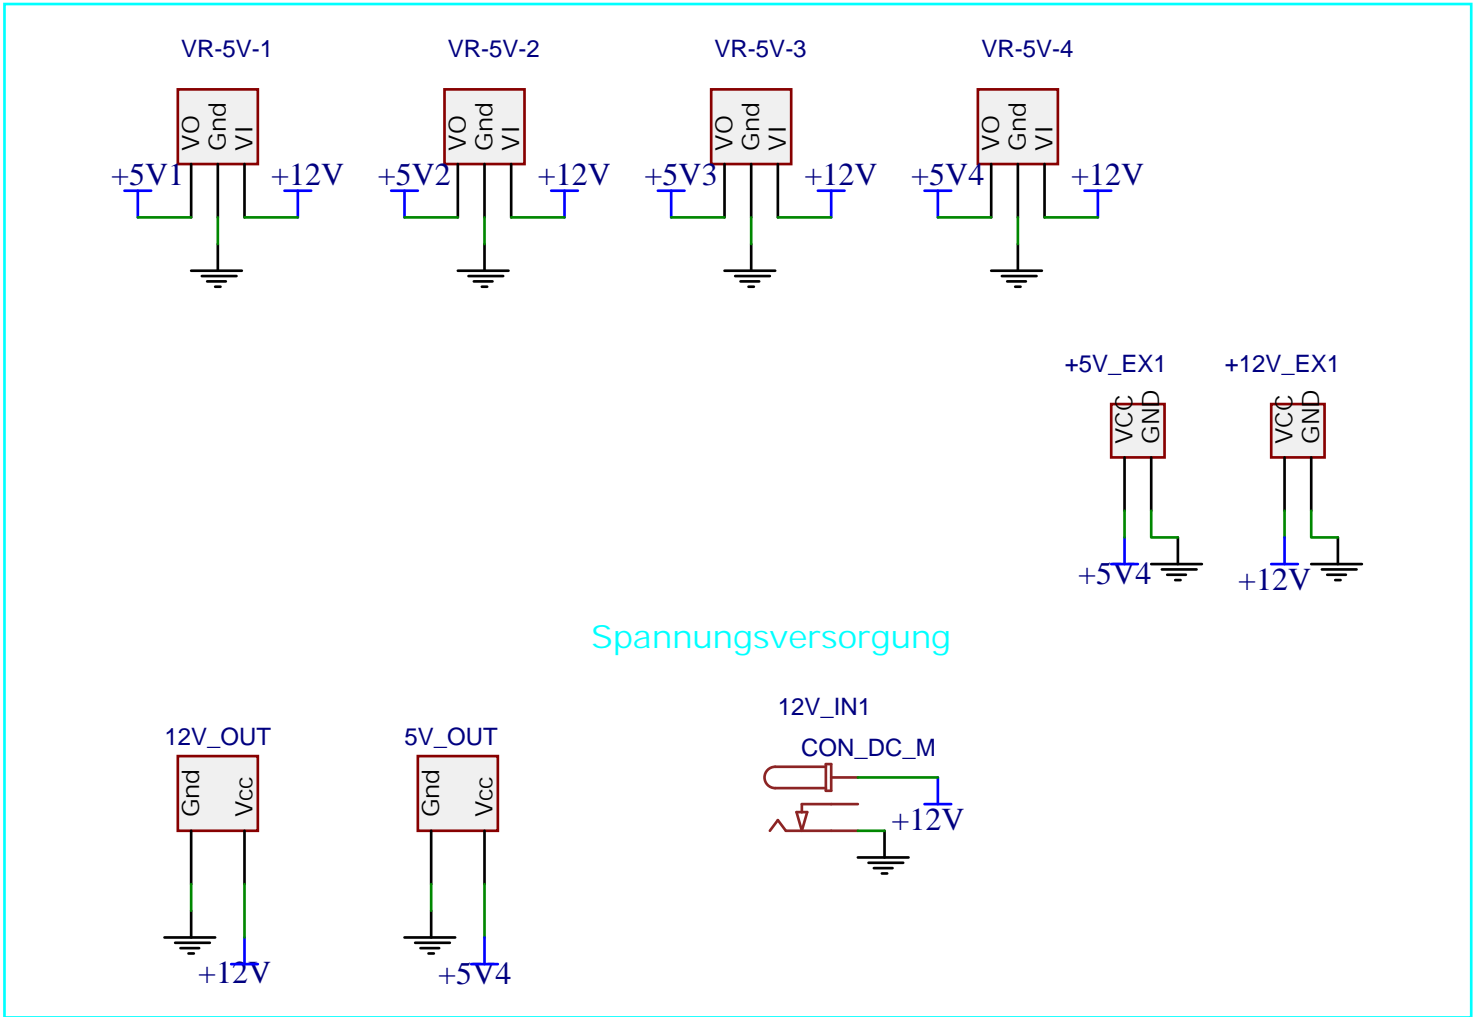 VR-5V-1 VR-5V-2 VR-5V-3 VR-5V-4
VO Gnd VI VO Gnd VI VO Gnd VI VO Gnd VI
+5V1 +12V +5V2 +12V +5V3 +12V +5V4 +12V
+5V_EX1 +12V_EX1
VCC GND VCC GND
+5V4 +12V
Spannungsversorgung
12V_IN1
12V_OUT 5V_OUT CON_DC_M
Gnd Vcc Gnd Vcc
+12V
+12V +5V4